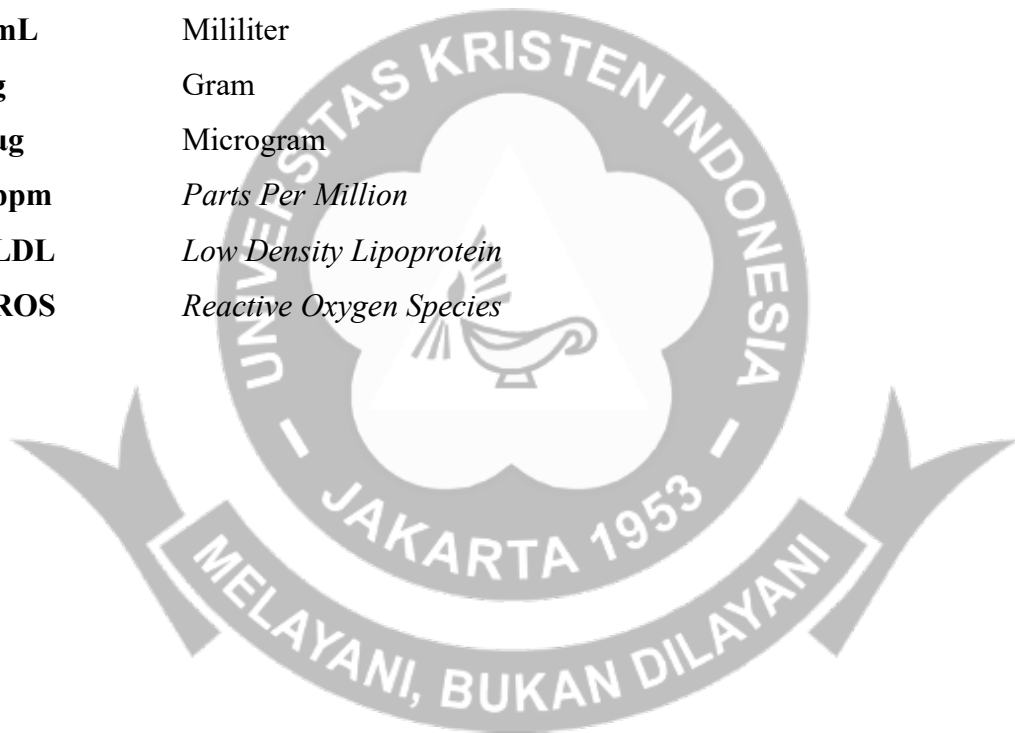 mL Mililiter
g Gram
µg Microgram
ppm Parts Per Million
LDL Low Density Lipoprotein
ROS Reactive Oxygen Species
UNIVERSITAS KRISTEN INDONESIA
- JAKARTA 1953 -
MELAYANI, BUKAN DILAYANI